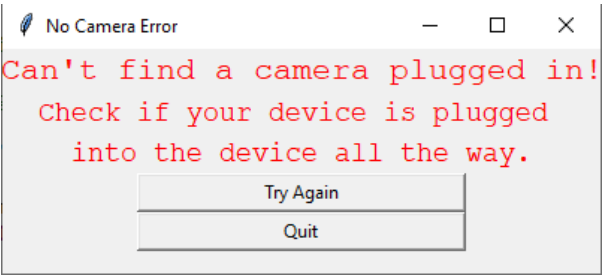 No Camera Error
Can't find a camera plugged in!
Check if your device is plugged
into the device all the way.
Try Again
Quit